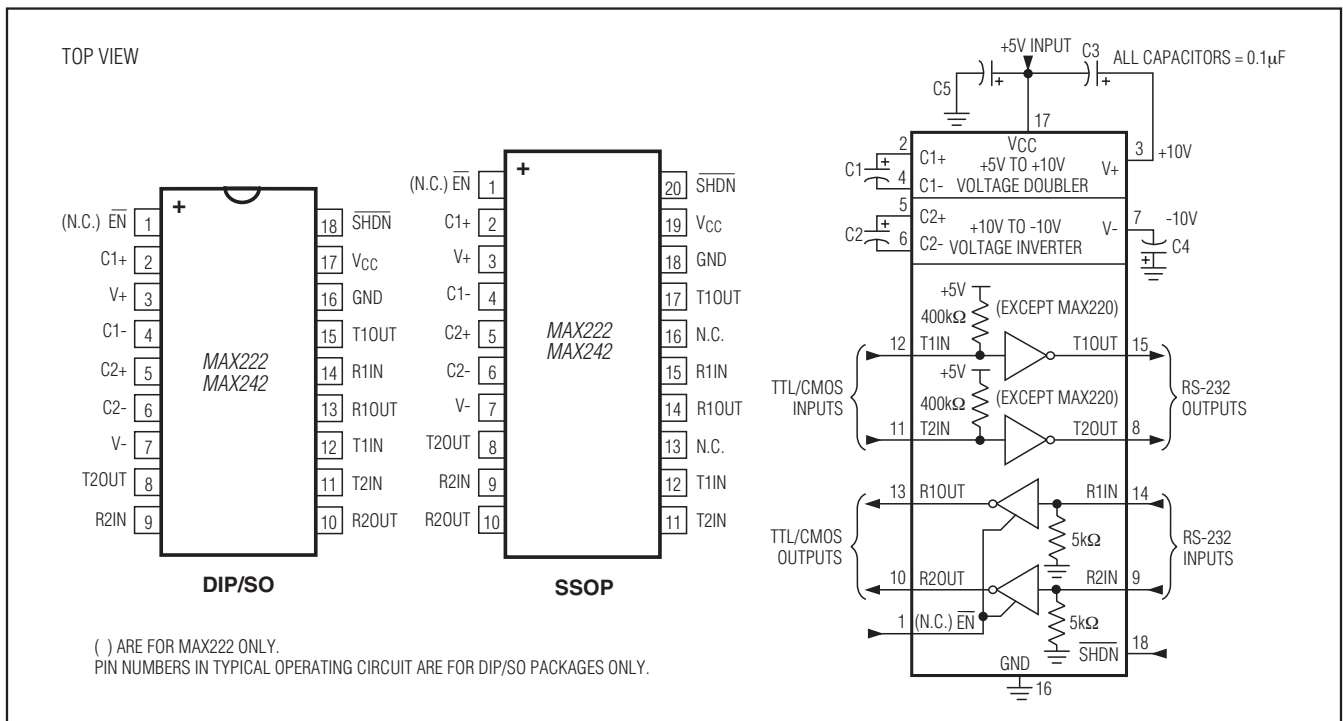 TOP VIEW
+
(N.C.) EN 1
C1+ 2
V+ 3
C1- 4
C2+ 5
C2- 6
V- 7
T2OUT 8
R2IN 9
18 SHDN
17 VCC
16 GND
15 T1OUT
14 R1IN
13 R1OUT
12 T1IN
11 T2IN
10 R2OUT
MAX222
MAX242
DIP/SO
+
(N.C.) EN 1
C1+ 2
V+ 3
C1- 4
C2+ 5
C2- 6
V- 7
T2OUT 8
R2IN 9
R2OUT 10
20 SHDN
19 VCC
18 GND
17 T1OUT
16 N.C.
15 R1IN
14 R1OUT
13 N.C.
12 T1IN
11 T2IN
MAX222
MAX242
SSOP
( ) ARE FOR MAX222 ONLY.
PIN NUMBERS IN TYPICAL OPERATING CIRCUIT ARE FOR DIP/SO PACKAGES ONLY.
+5V INPUT
C3
ALL CAPACITORS = 0.1μF
C5
+
+
17
VCC
2
C1+
+5V TO +10V
3
+10V
V+
C1
+
4
C1-
VOLTAGE DOUBLER
5
C2+
+10V TO -10V
V-
7
-10V
C2
+
6
C2-
VOLTAGE INVERTER
C4
+
+5V
400kΩ
(EXCEPT MAX220)
12
T1IN
T1OUT
15
+5V
TTL/CMOS
INPUTS
400kΩ
(EXCEPT MAX220)
RS-232
OUTPUTS
11
T2IN
T2OUT
8
13
R1OUT
R1IN
14
TTL/CMOS
OUTPUTS
5kΩ
RS-232
INPUTS
10
R2OUT
R2IN
9
1
(N.C.) EN
5kΩ
SHDN
18
GND
16